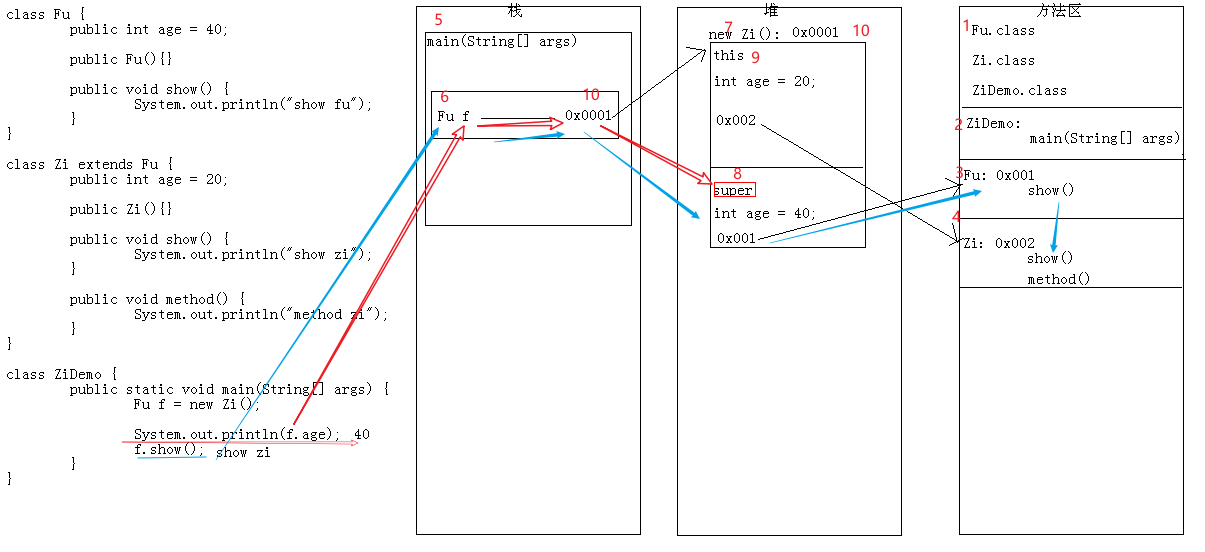 class Fu {
public int age = 40;
public Fu(){}
public void show() {
System.out.println("show fu");
}
}
class Zi extends Fu {
public int age = 20;
public Zi(){}
public void show() {
System.out.println("show zi");
}
public void method() {
System.out.println("method zi");
}
}
class ZiDemo {
public static void main(String[] args) {
Fu f = new Zi();
System.out.println(f.age); 40
f.show(); show zi
}
}
栈
5
main(String[] args)
6
10
Fu f
0x0001
堆
7
10
new Zi(): 0x0001
this
9
int age = 20;
0x002
8
super
int age = 40;
0x001
方法区
1
Fu.class
Zi.class
ZiDemo.class
2
ZiDemo:
main(String[] args)
3
Fu: 0x001
show()
4
Zi: 0x002
show()
method()